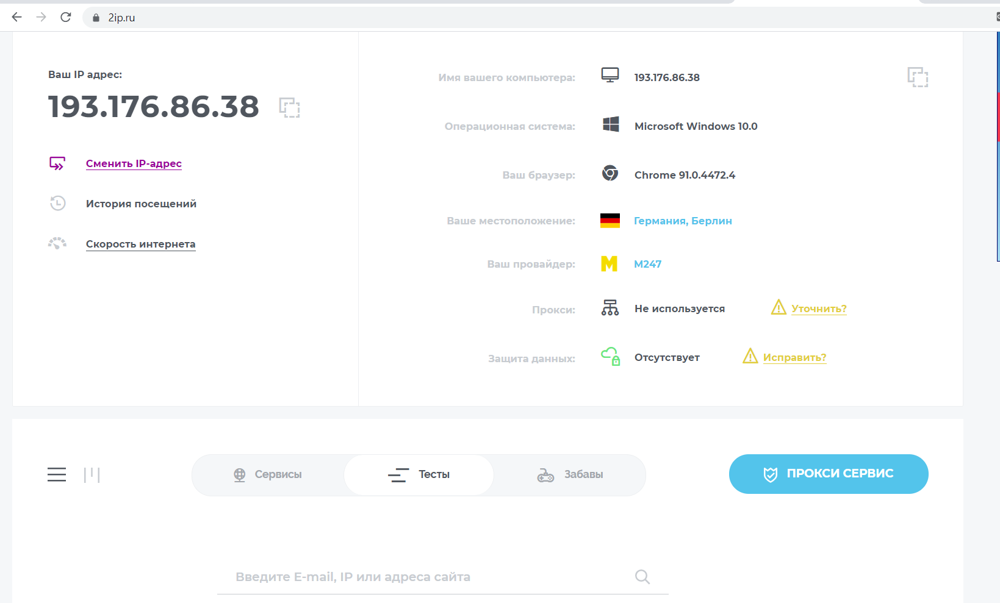 2ip.ru
Ваш IP адрес:
193.176.86.38
Сменить IP-адрес
История посещений
Скорость интернета
Имя вашего компьютера: 193.176.86.38
Операционная система: Microsoft Windows 10.0
Ваш браузер: Chrome 91.0.4472.4
Ваше местоположение: Германия, Берлин
Ваш провайдер: M247
Прокси: Не используется Уточнить?
Защита данных: Отсутствует Исправить?
Сервисы Тесты Забавы ПРОКСИ СЕРВИС
Введите E-mail, IP или адреса сайта